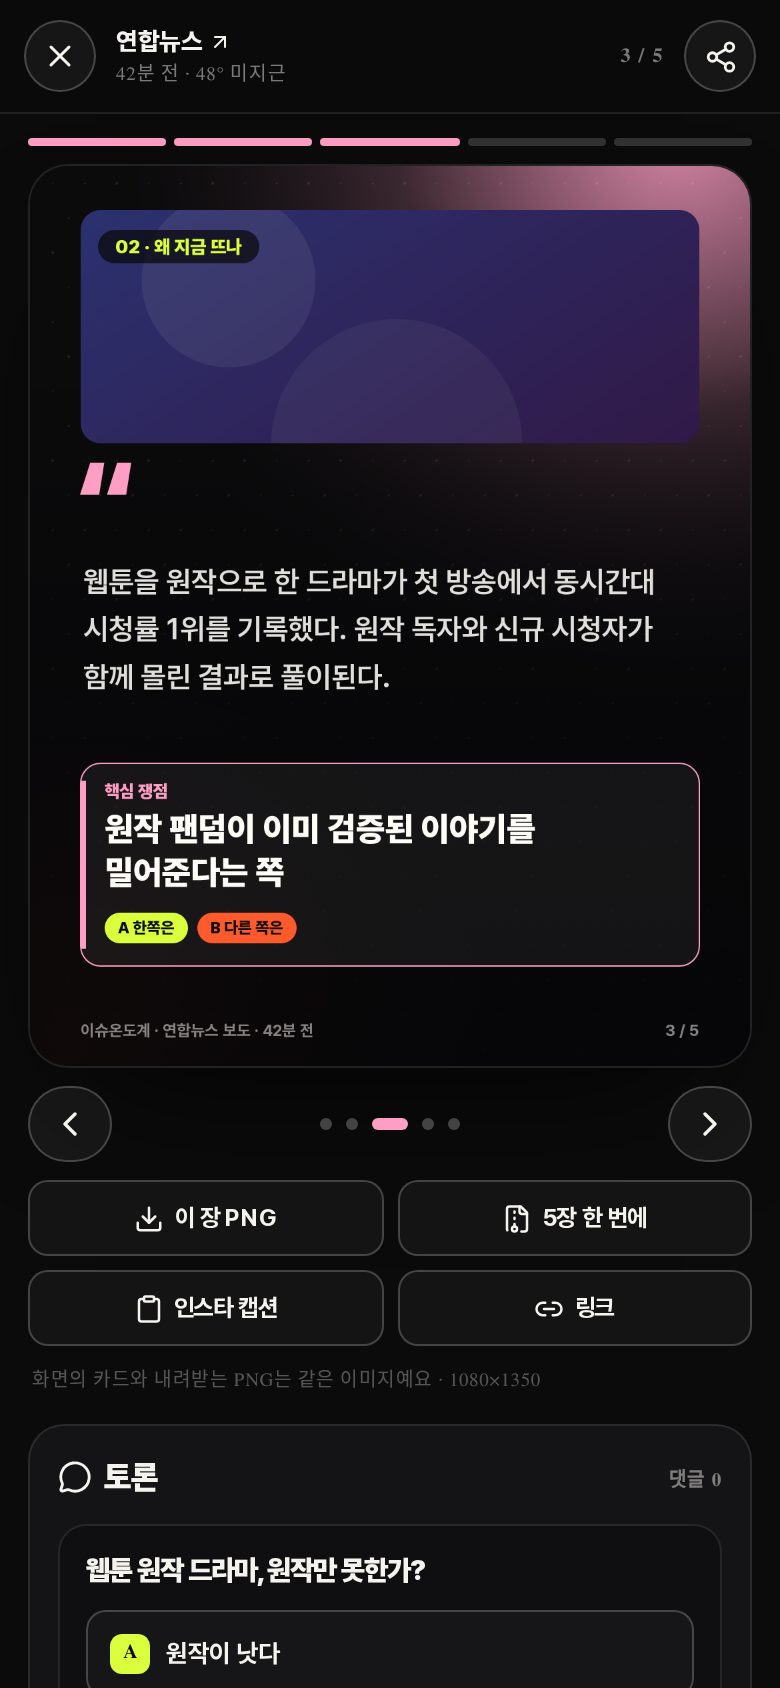 연합뉴스
42분 전 · 48° 미지근
3 / 5
02 · 왜 지금 뜨나
웹툰을 원작으로 한 드라마가 첫 방송에서 동시간대
시청률 1위를 기록했다. 원작 독자와 신규 시청자가
함께 몰린 결과로 풀이된다.
핵심 쟁점
원작 팬덤이 이미 검증된 이야기를
밀어준다는 쪽
A 한쪽은 B 다른 쪽은
이슈온도계 · 연합뉴스 보도 · 42분 전
3 / 5
이 장 PNG
5장 한 번에
인스타 캡션
링크
화면의 카드와 내려받는 PNG는 같은 이미지예요 · 1080×1350
토론
댓글 0
웹툰 원작 드라마, 원작만 못한가?
A 원작이 낫다